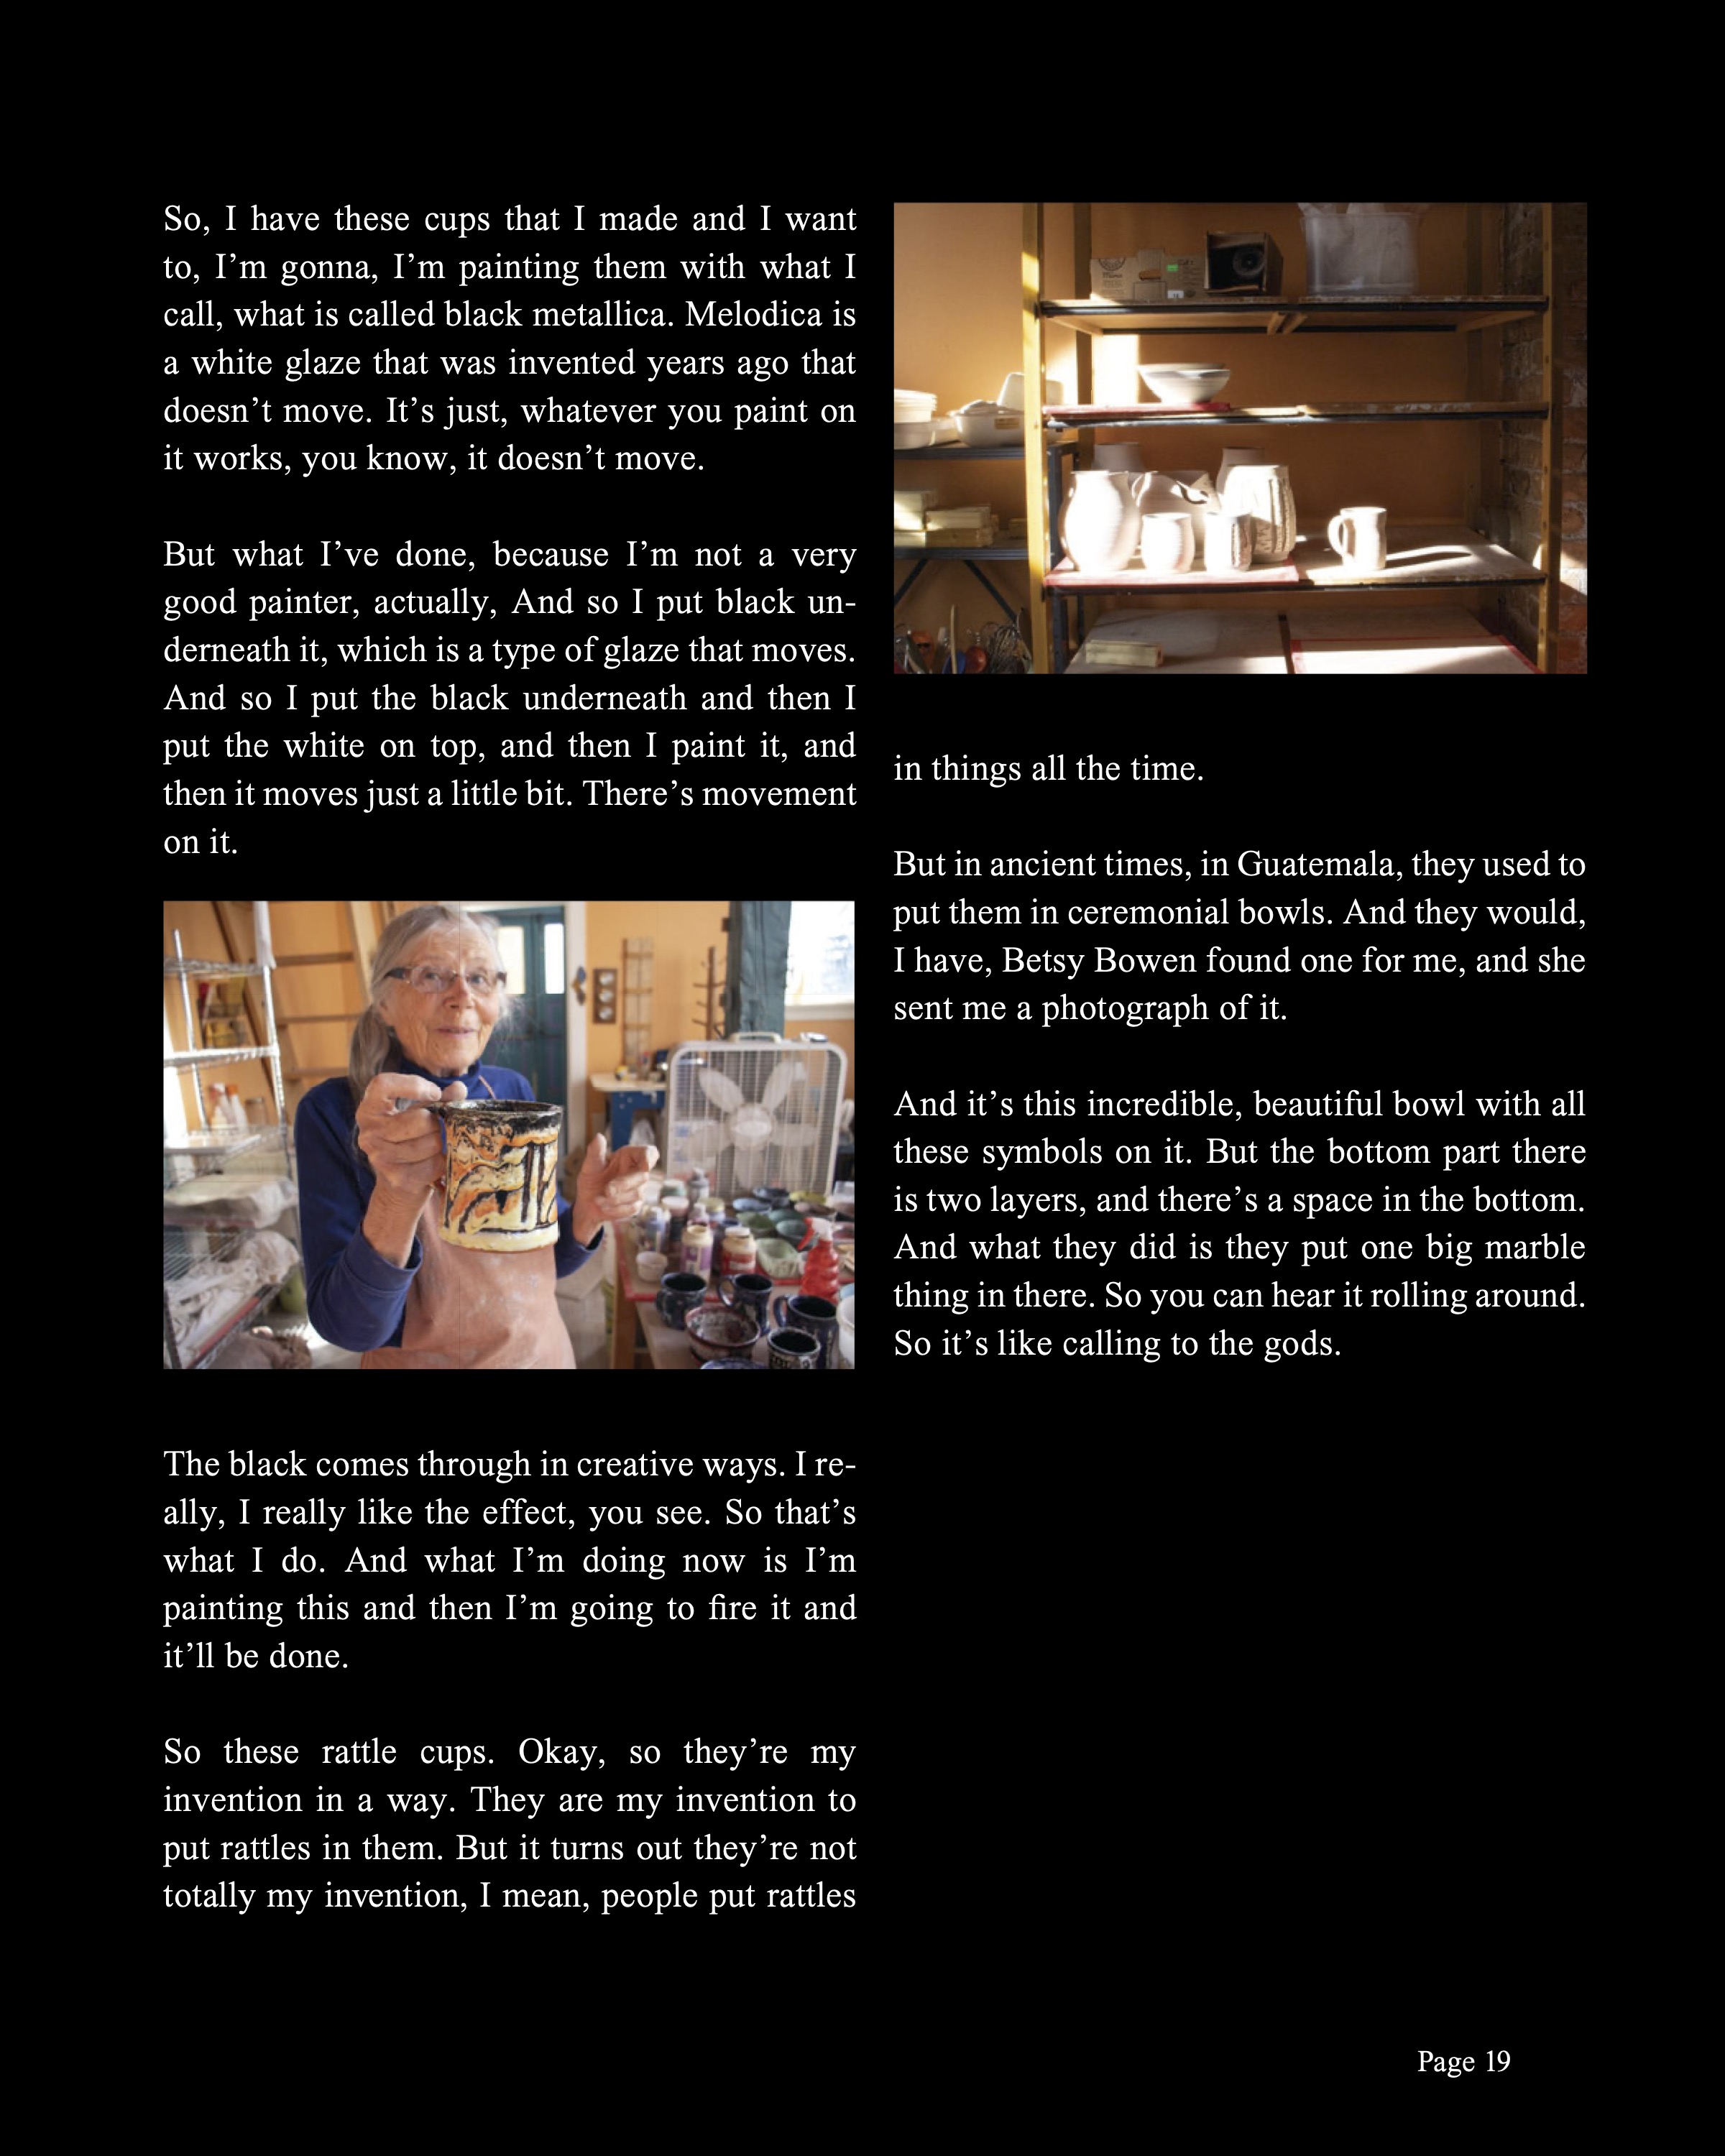 So, I have these cups that I made and I want
to, I’m gonna, I’m painting them with what I
call, what is called black metallica. Melodica is
a white glaze that was invented years ago that
doesn’t move. It’s just, whatever you paint on
it works, you know, it doesn’t move.
But what I’ve done, because I’m not a very
good painter, actually, And so I put black un-
derneath it, which is a type of glaze that moves.
And so I put the black underneath and then I
put the white on top, and then I paint it, and
then it moves just a little bit. There’s movement
on it.
The black comes through in creative ways. I re-
ally, I really like the effect, you see. So that’s
what I do. And what I’m doing now is I’m
painting this and then I’m going to fire it and
it’ll be done.
So these rattle cups. Okay, so they’re my
invention in a way. They are my invention to
put rattles in them. But it turns out they’re not
totally my invention, I mean, people put rattles
in things all the time.
But in ancient times, in Guatemala, they used to
put them in ceremonial bowls. And they would,
I have, Betsy Bowen found one for me, and she
sent me a photograph of it.
And it’s this incredible, beautiful bowl with all
these symbols on it. But the bottom part there
is two layers, and there’s a space in the bottom.
And what they did is they put one big marble
thing in there. So you can hear it rolling around.
So it’s like calling to the gods.
Page 19